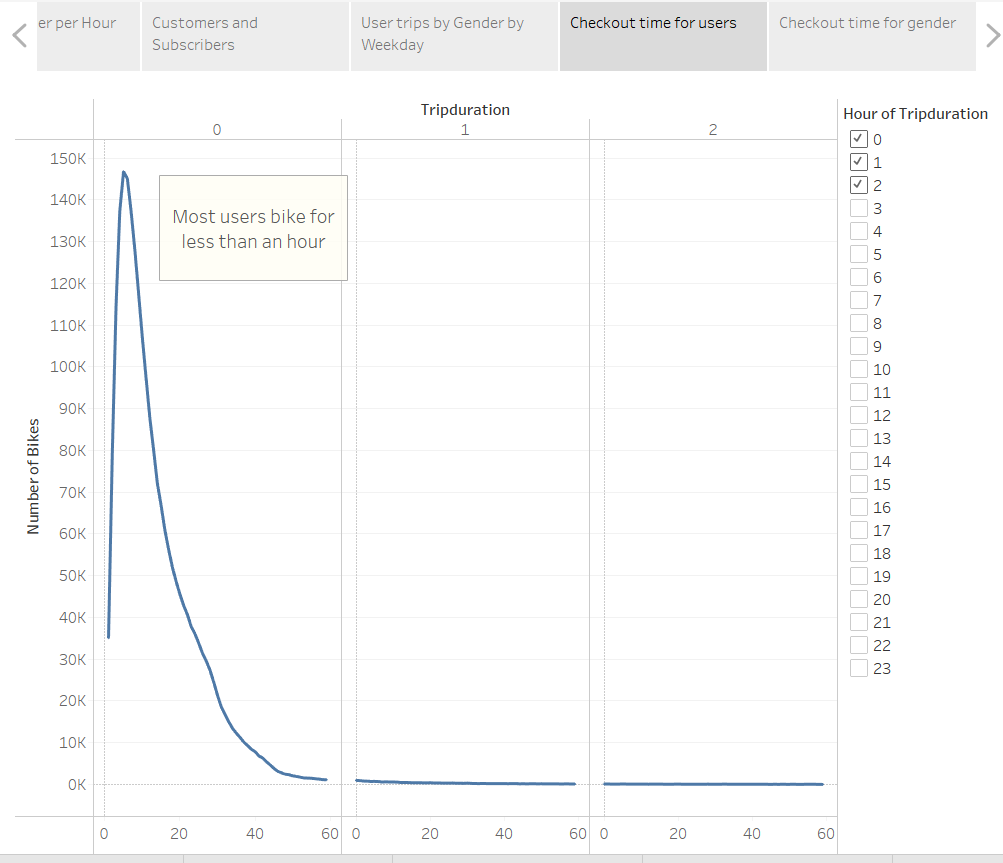 er per Hour
Customers and
Subscribers
User trips by Gender by
Weekday
Checkout time for users
Checkout time for gender
Tripduration
0
1
2
150K
140K
130K
120K
110K
100K
90K
80K
70K
60K
50K
40K
30K
20K
10K
0K
Number of Bikes
Most users bike for
less than an hour
0 20 40 60
0 20 40 60
0 20 40 60
Hour of Tripduration
0
1
2
3
4
5
6
7
8
9
10
11
12
13
14
15
16
17
18
19
20
21
22
23